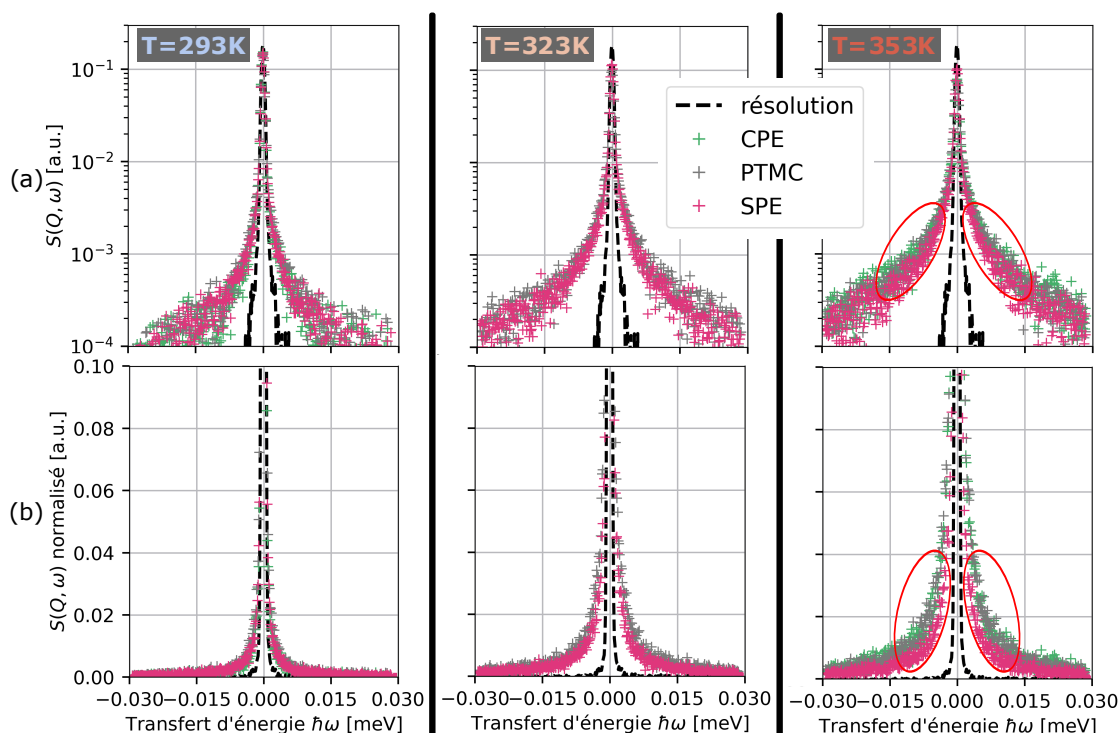 T=293K
T=323K
T=353K
résolution
CPE
PTMC
SPE
(a)
S(Q, ω) [a.u.]
10⁻¹
10⁻²
10⁻³
10⁻⁴
(b)
S(Q, ω) normalisé [a.u.]
0.10
0.08
0.06
0.04
0.02
0.00
−0.030 −0.015 0.000 0.015 0.030
−0.030 −0.015 0.000 0.015 0.030
−0.030 −0.015 0.000 0.015 0.030
Transfert d'énergie ℏω [meV]
Transfert d'énergie ℏω [meV]
Transfert d'énergie ℏω [meV]